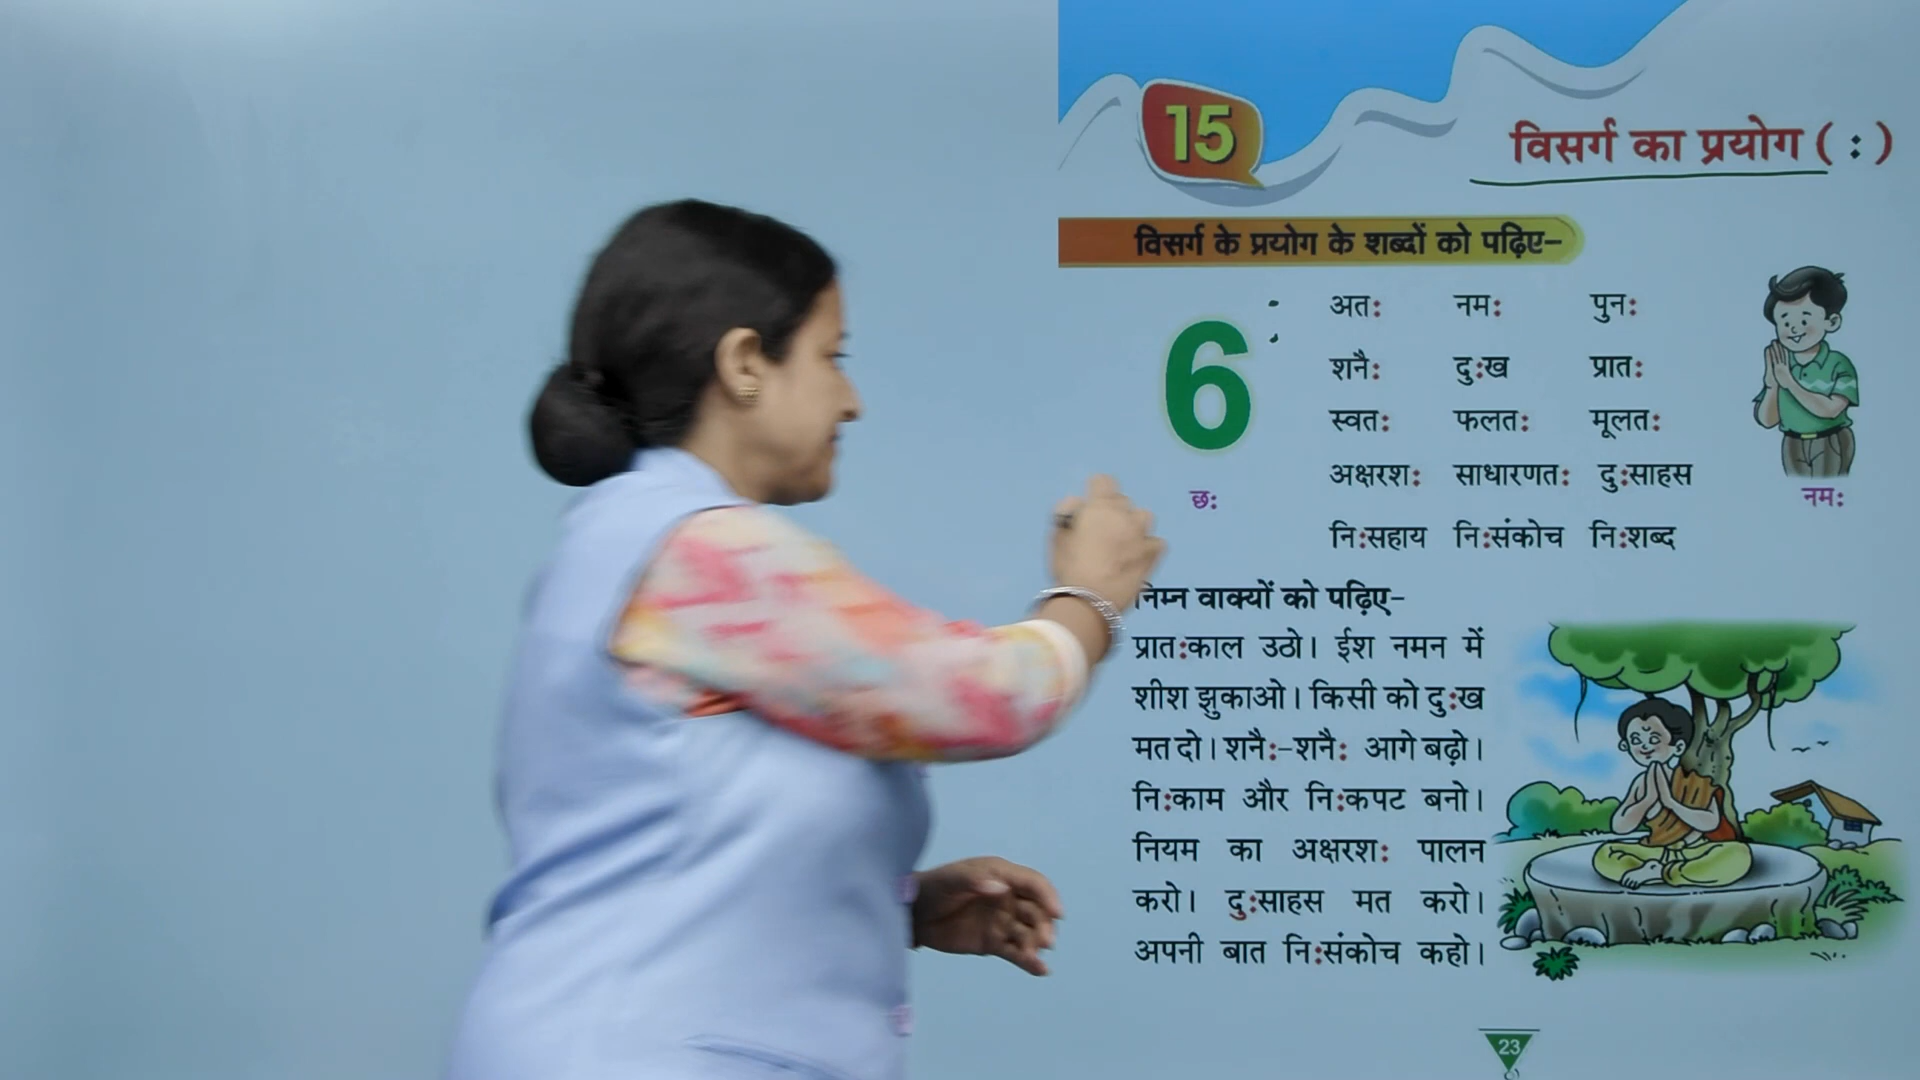 15
विसर्ग का प्रयोग ( : )
विसर्ग के प्रयोग के शब्दों को पढ़िए–
6
:
अत: नम: पुन:
शनै: दु:ख प्रात:
स्वत: फलत: मूलत:
अक्षरश: साधारणत: दु:साहस
नि:सहाय नि:संकोच नि:शब्द
छ:
नम:
निम्न वाक्यों को पढ़िए–
प्रात:काल उठो। ईश नमन में
शीश झुकाओ। किसी को दु:ख
मत दो। शनै:–शनै: आगे बढ़ो।
नि:काम और नि:कपट बनो।
नियम का अक्षरश: पालन
करो। दु:साहस मत करो।
अपनी बात नि:संकोच कहो।
23